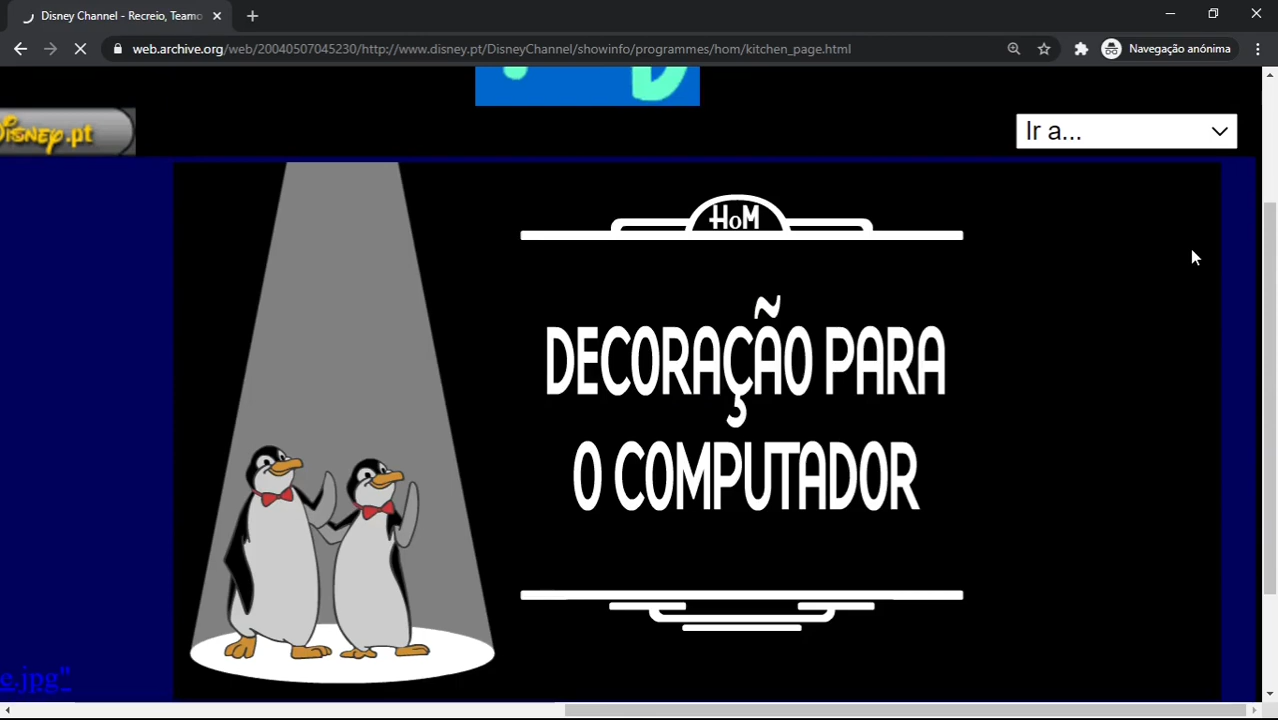 Disney Channel - Recreio, Teamo
web.archive.org/web/20040507045230/http://www.disney.pt/DisneyChannel/showinfo/programmes/hom/kitchen_page.html
Navegação anónima
Disney.pt
Ir a...
HoM
DECORAÇÃO PARA
O COMPUTADOR
e.jpg"